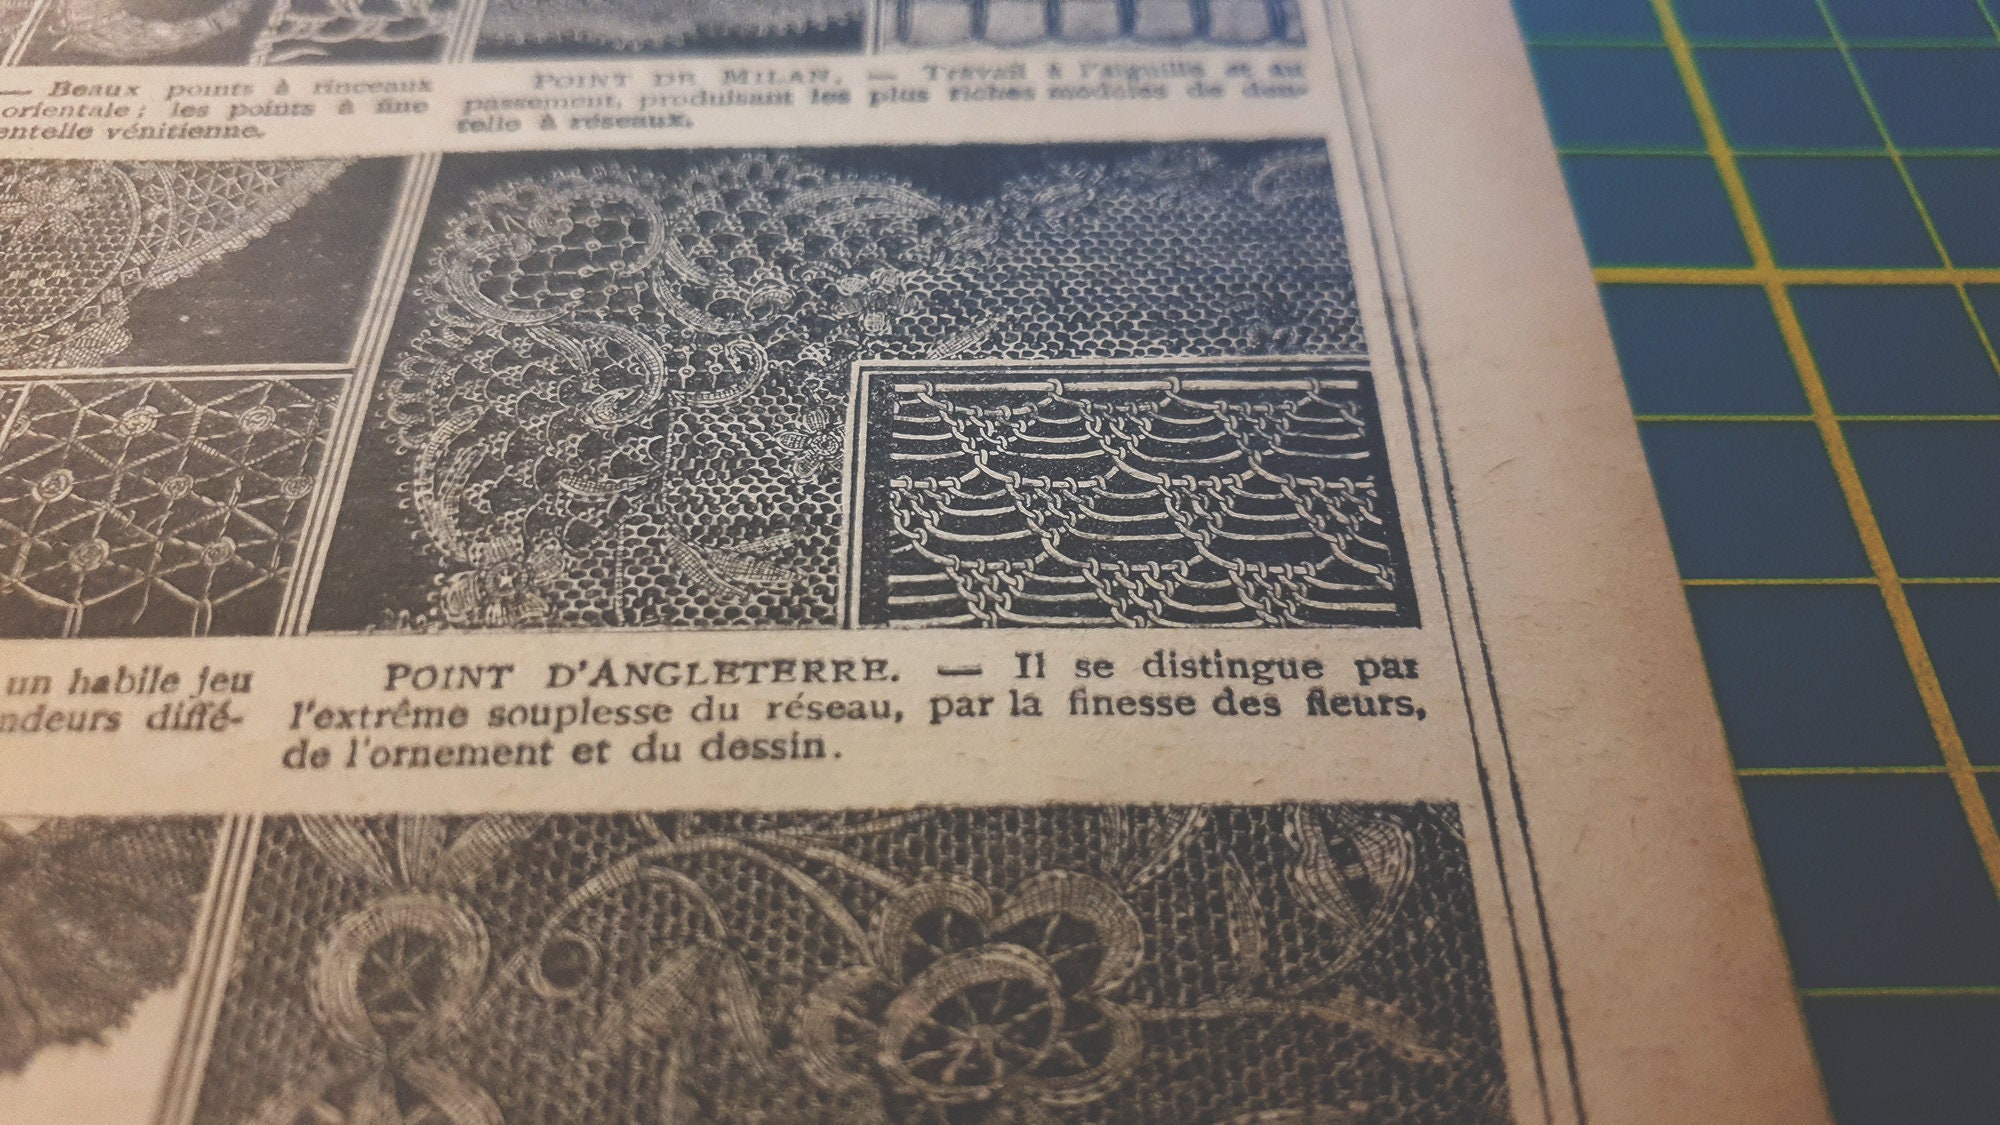 — Beaux points à rinceaux
orientale ; les points à fine
entelle vénitienne.
POINT DE MILAN. — Travail à l'aiguille et au
passement, produisant les plus riches modèles de den-
telle à réseaux.
un habile jeu
ndeurs diffé-
POINT D'ANGLETERRE. — Il se distingue par
l'extrême souplesse du réseau, par la finesse des fleurs,
de l'ornement et du dessin.